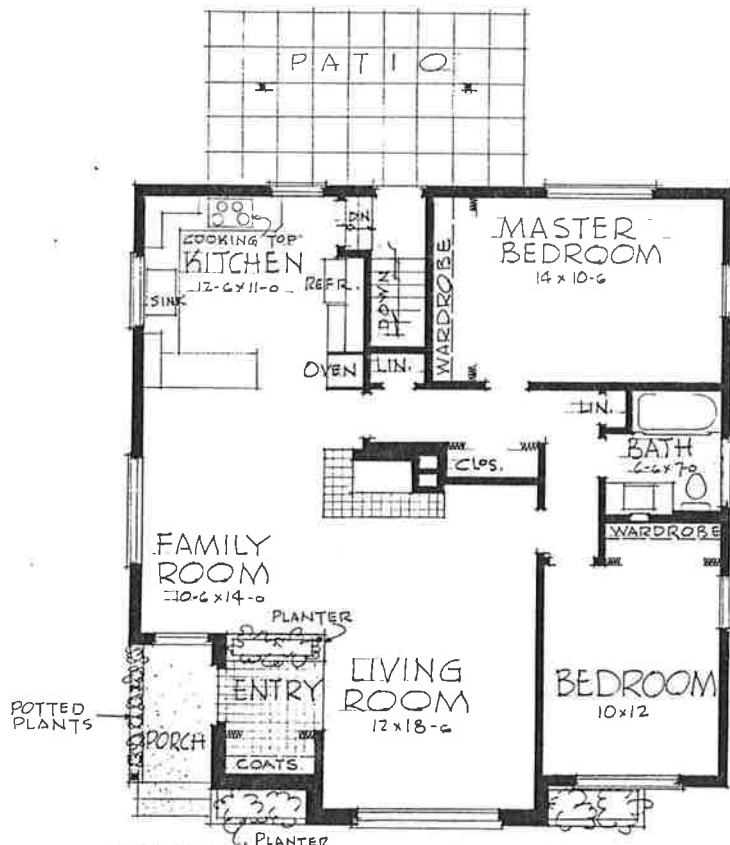 PATIO
DN.
COOKING TOP
KITCHEN
12-6 x 11-0
SINK
REFR.
DOWN
WARDROBE
MASTER
BEDROOM
14 x 10-6
OVEN
LIN.
LIN.
CLOS.
BATH
6-6 x 7-0
WARDROBE
FAMILY
ROOM
10-6 x 14-0
PLANTER
ENTRY
LIVING
ROOM
12 x 18-6
BEDROOM
10 x 12
POTTED
PLANTS
PORCH
COATS
PLANTER